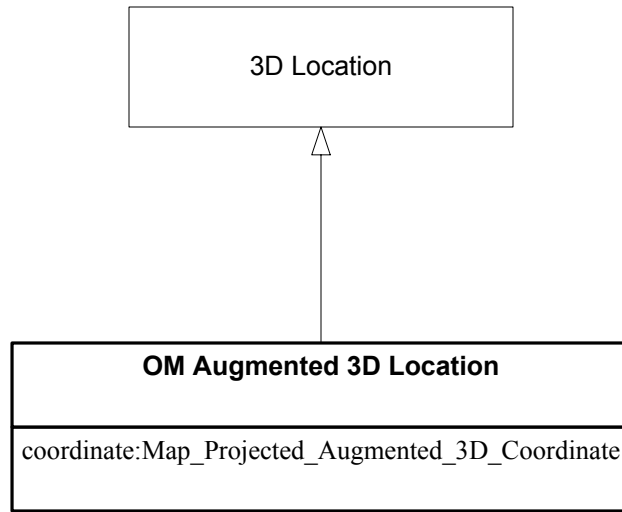 3D Location
OM Augmented 3D Location
coordinate:Map_Projected_Augmented_3D_Coordinate